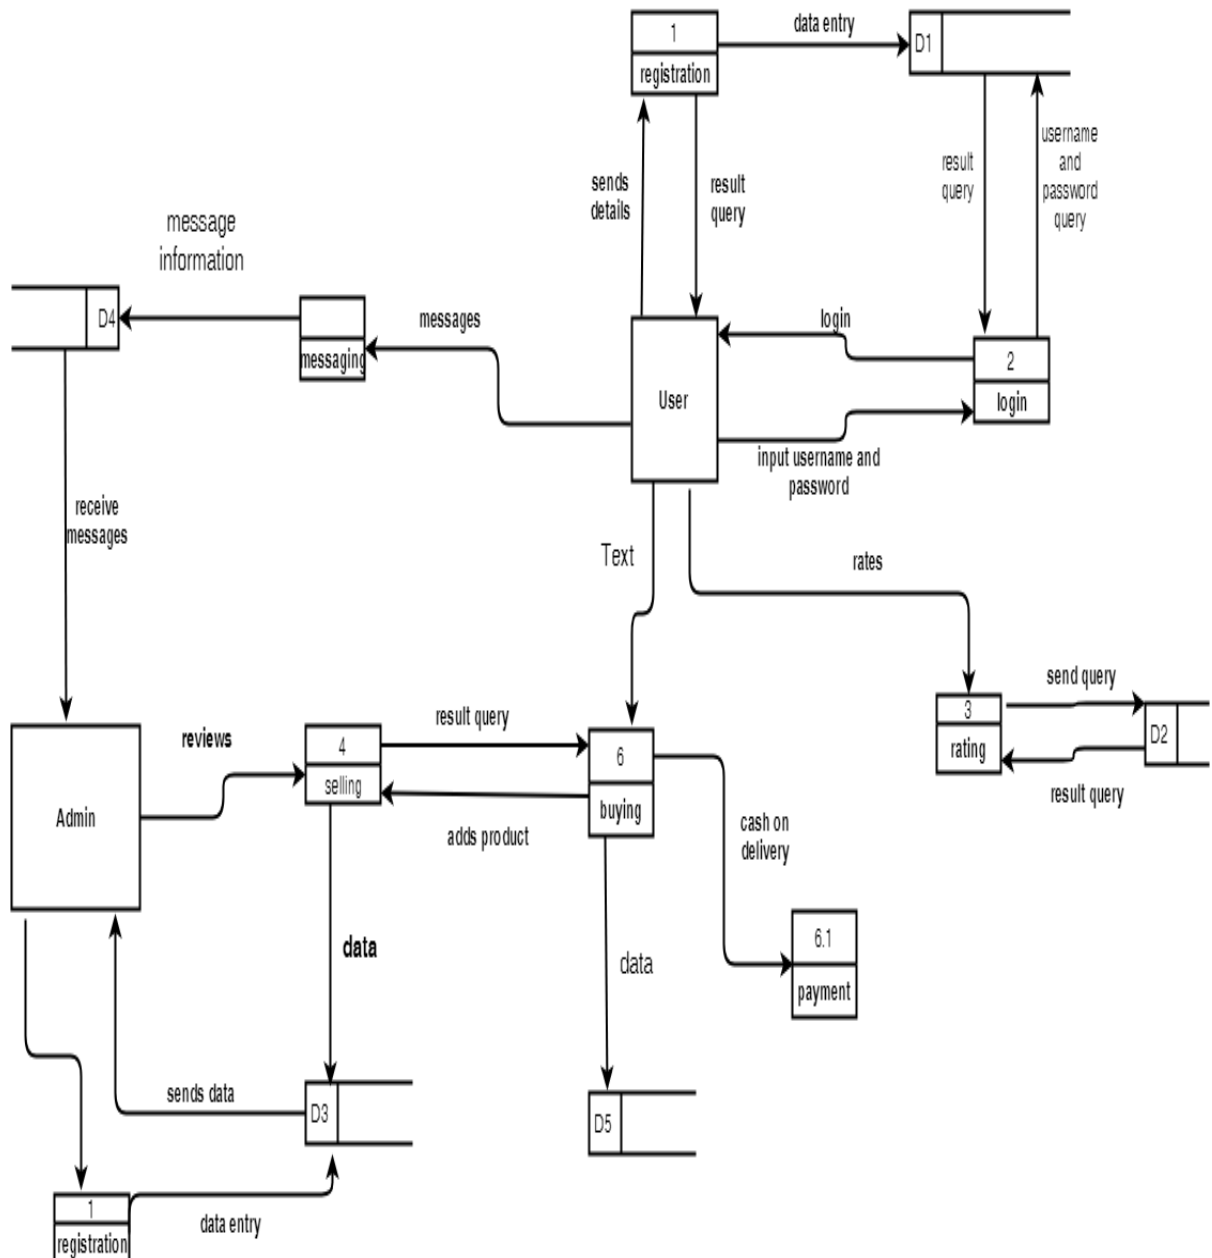 1
registration
data entry
D1
sends
details
result
query
result
query
username
and
password
query
message
information
D4
messaging
messages
User
login
2
login
input username and
password
receive
messages
Text
rates
3
rating
send query
D2
result query
Admin
reviews
4
selling
result query
adds product
6
buying
cash on
delivery
6.1
payment
data
data
sends data
D3
D5
1
registration
data entry